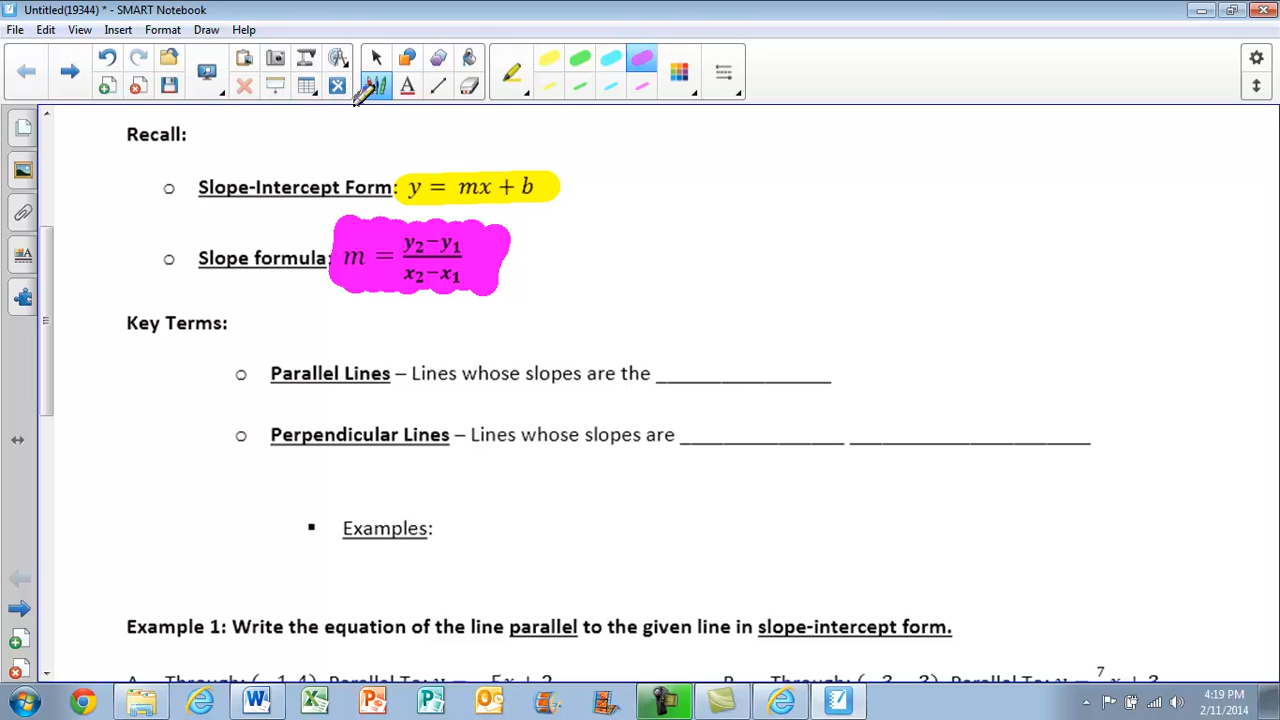 Untitled(19344) * - SMART Notebook
File Edit View Insert Format Draw Help
Recall:
o Slope-Intercept Form: y = mx + b
o Slope formula: m = y₂−y₁ / x₂−x₁
Key Terms:
o Parallel Lines – Lines whose slopes are the ________________
o Perpendicular Lines – Lines whose slopes are _______________ ______________________
▪ Examples:
Example 1: Write the equation of the line parallel to the given line in slope-intercept form.
4:19 PM
2/11/2014